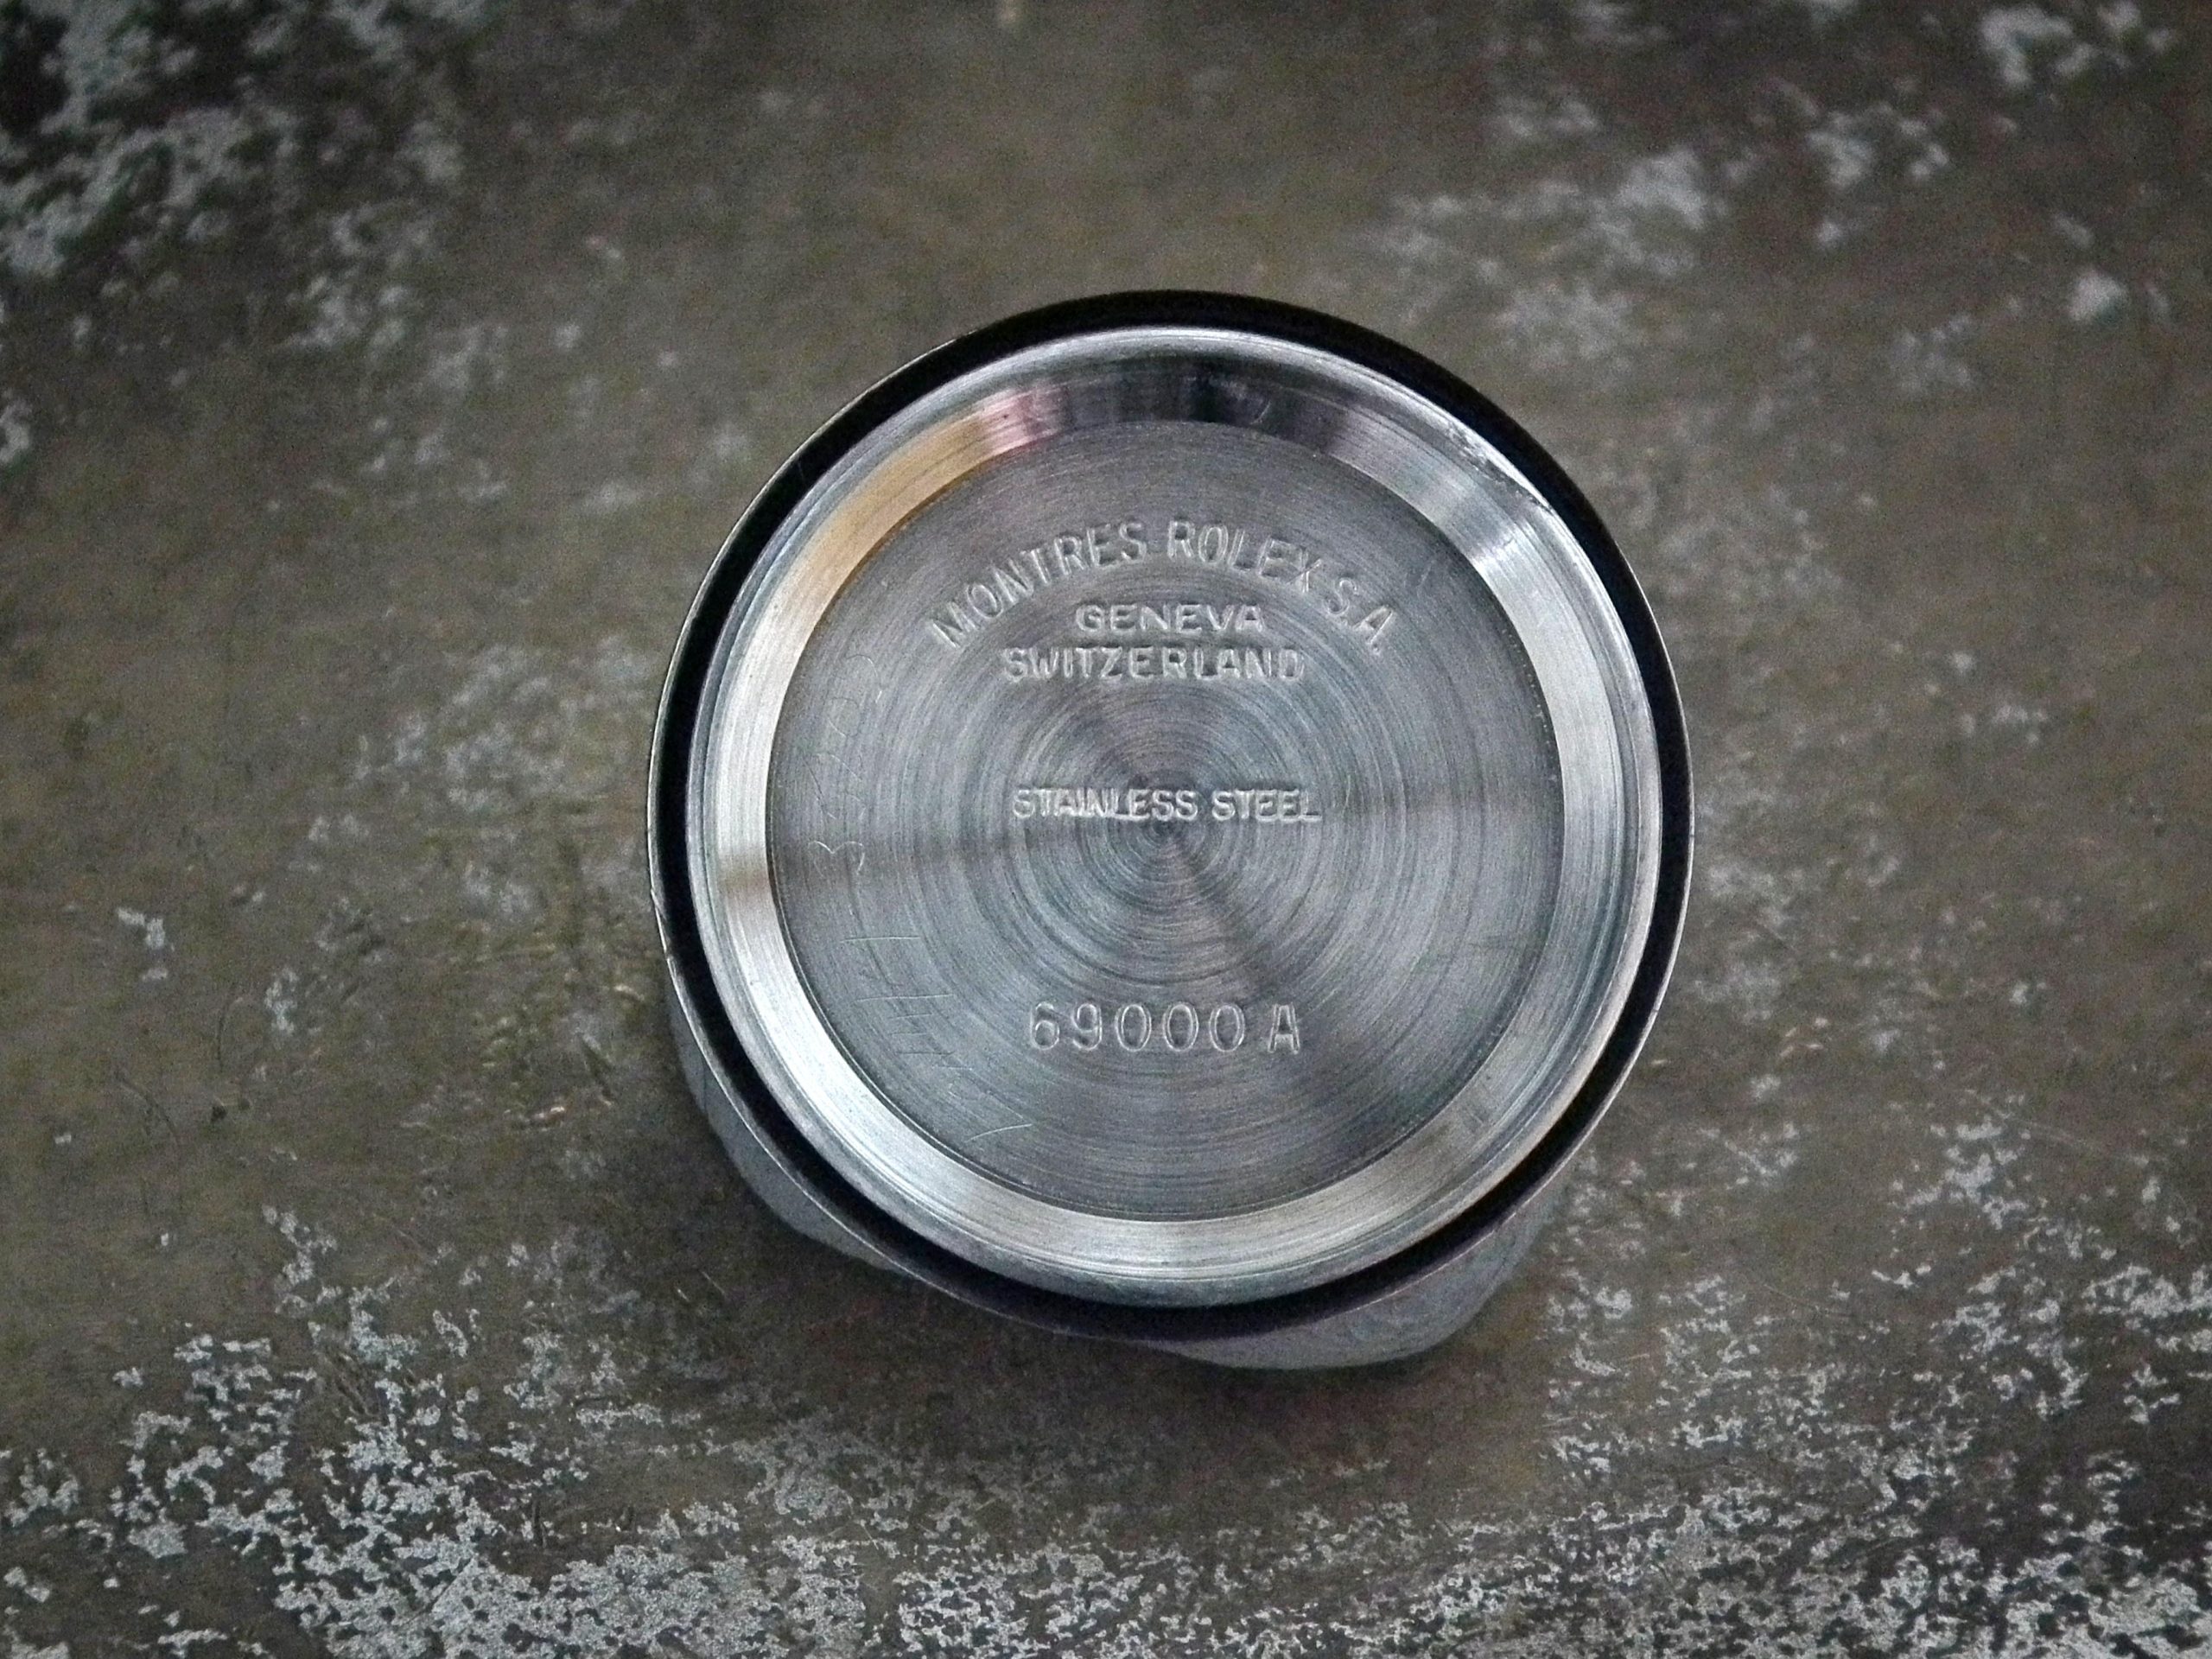 MONTRES ROLEX S.A.
GENEVA
SWITZERLAND
STAINLESS STEEL
69000 A